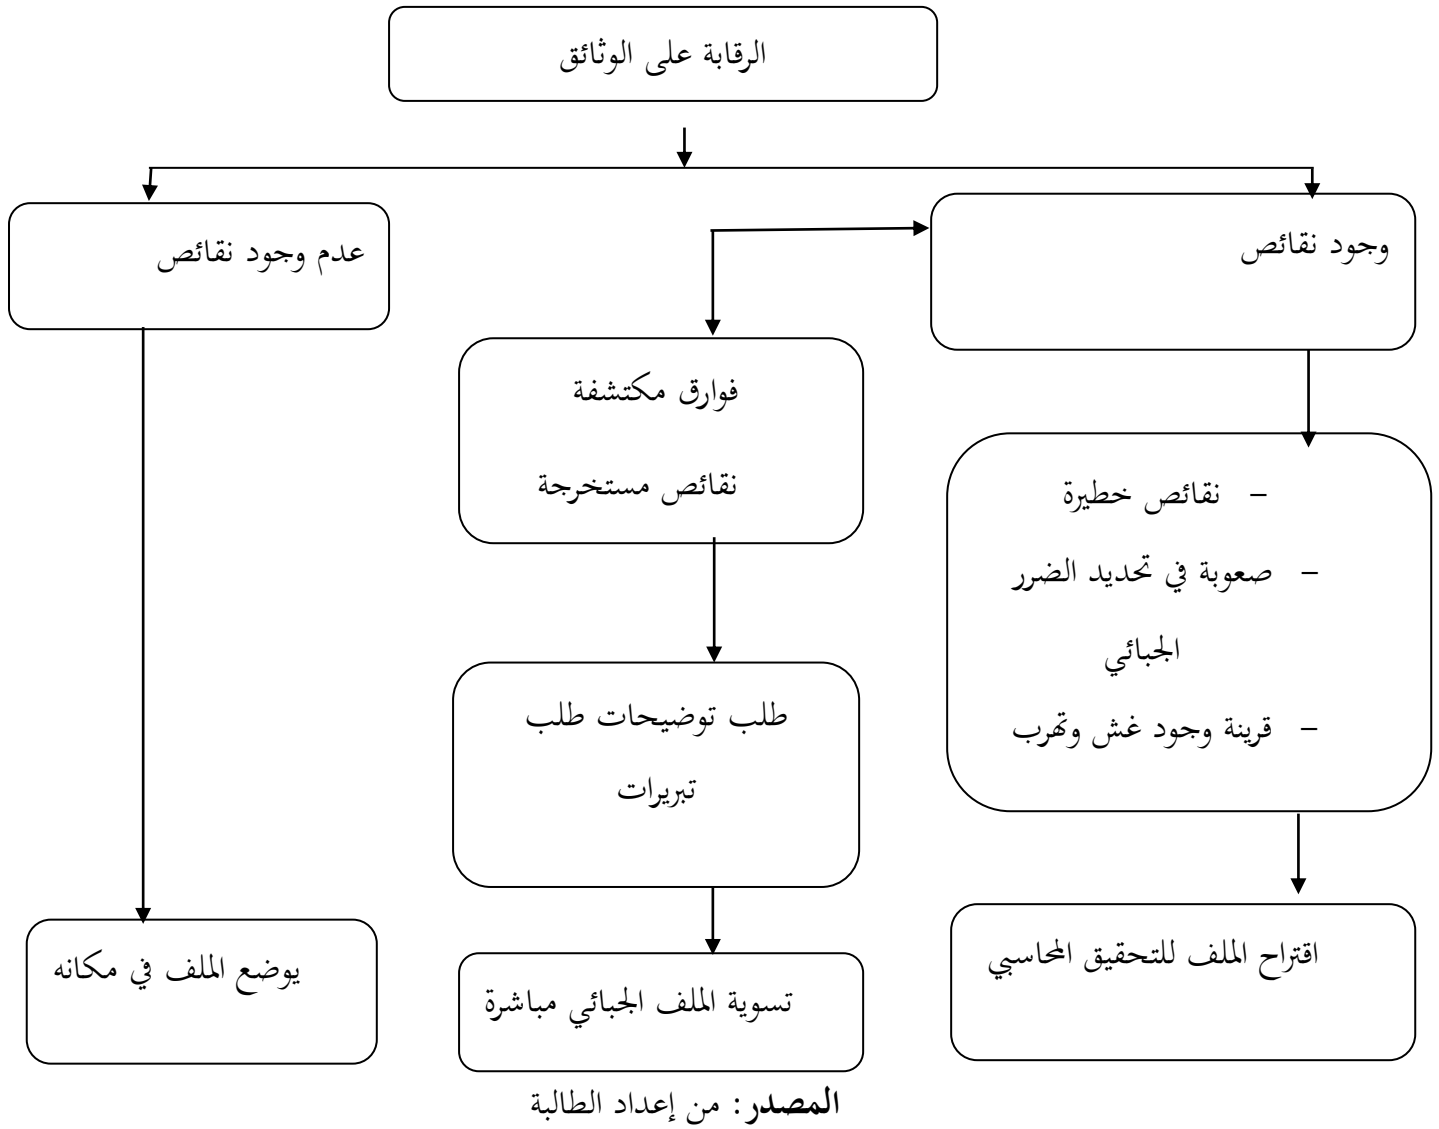 الرقابة على الوثائق
وجود نقائص
عدم وجود نقائص
فوارق مكتشفة
نقائص مستخرجة
- نقائص خطيرة
- صعوبة في تحديد الضرر
الجبائي
- قرينة وجود غش وتهرب
طلب توضيحات طلب
تبريرات
اقتراح الملف للتحقيق المحاسبي
تسوية الملف الجبائي مباشرة
يوضع الملف في مكانه
المصدر: من إعداد الطالبة